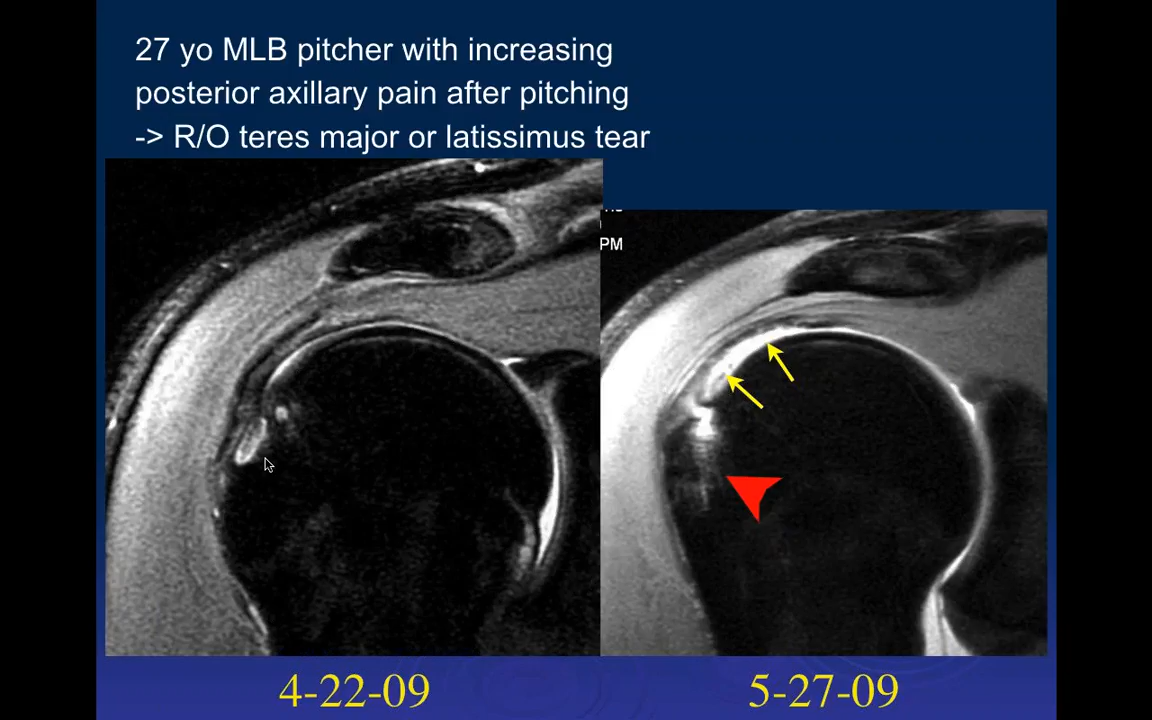 27 yo MLB pitcher with increasing
posterior axillary pain after pitching
-> R/O teres major or latissimus tear
PM
4-22-09
5-27-09